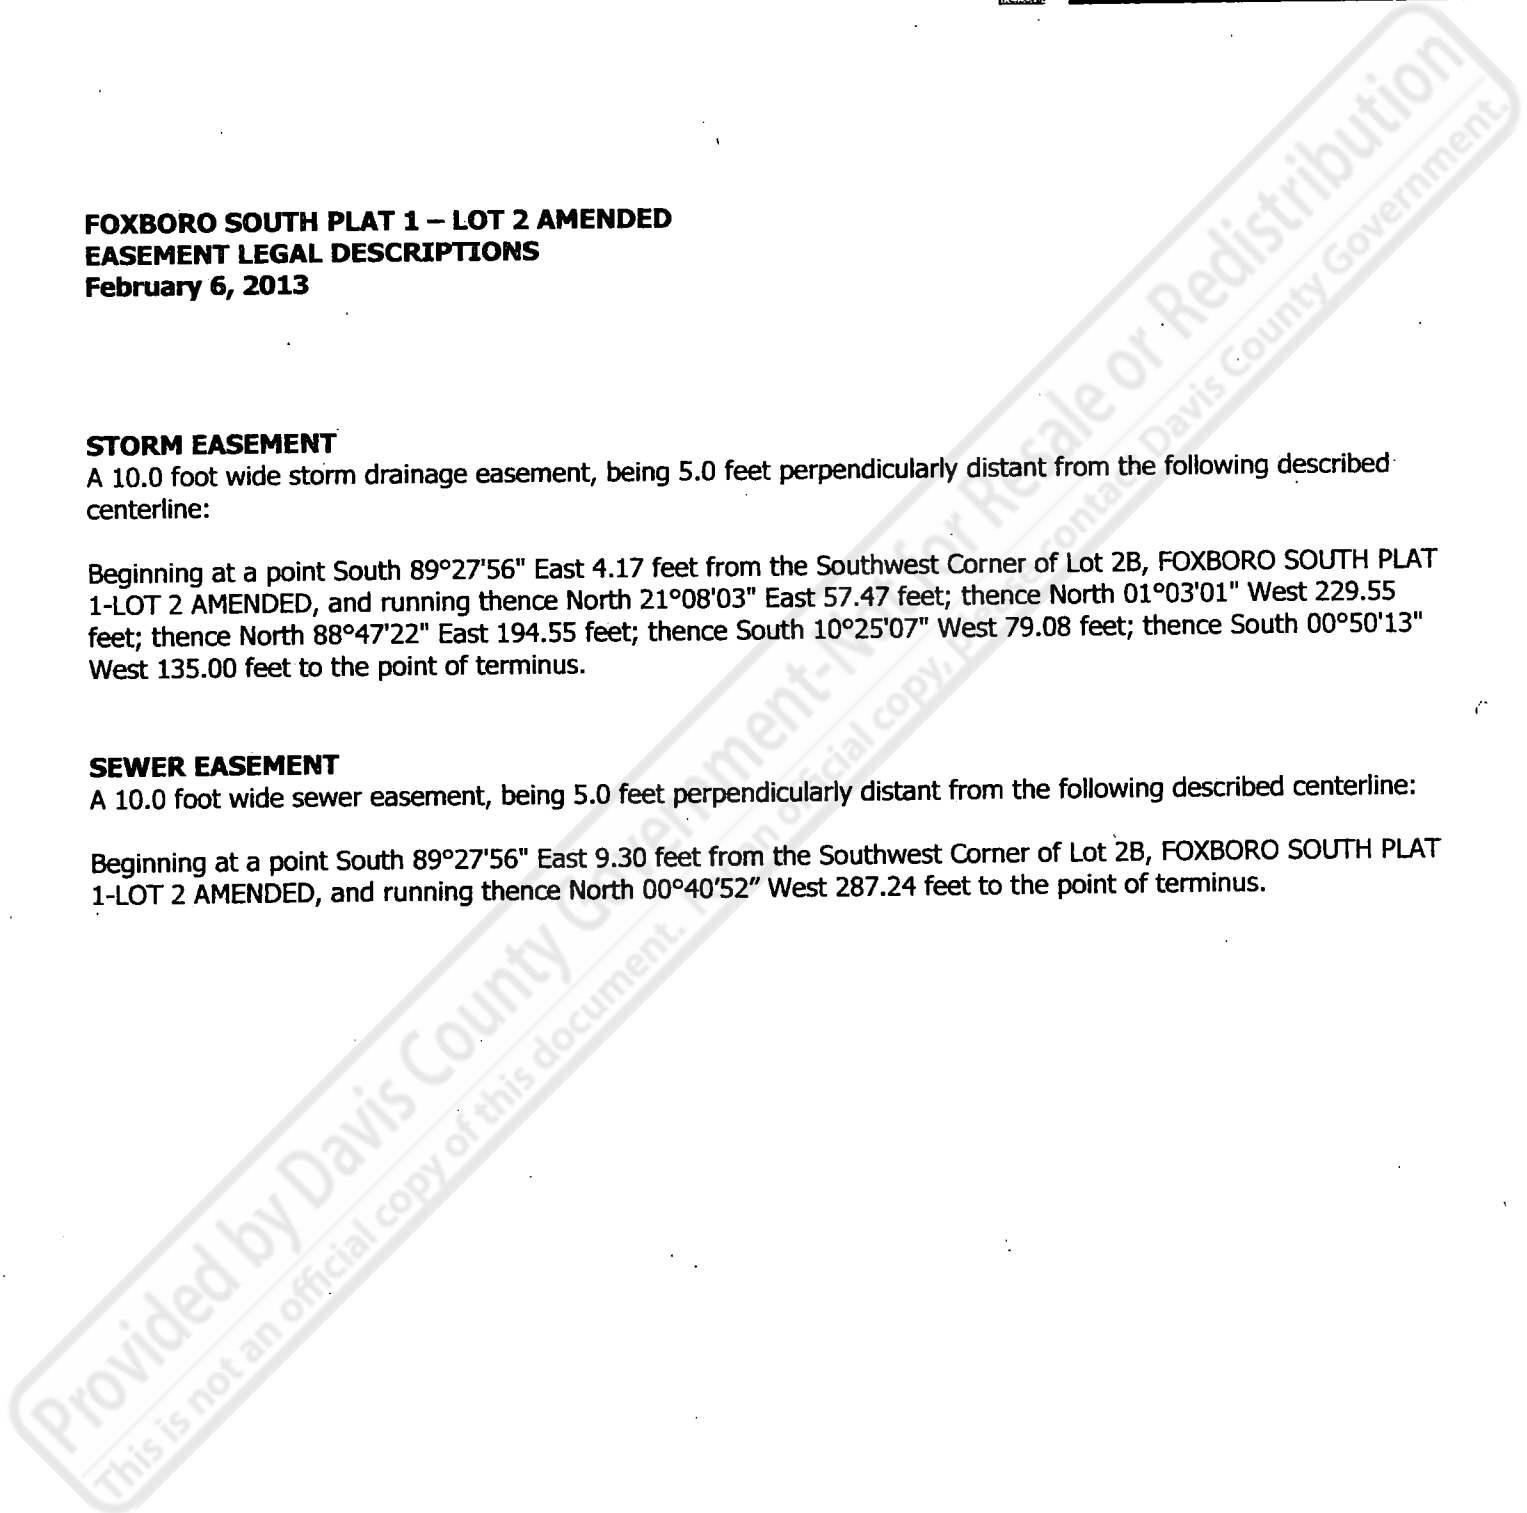 FOXBORO SOUTH PLAT 1 – LOT 2 AMENDED
EASEMENT LEGAL DESCRIPTIONS
February 6, 2013
STORM EASEMENT
A 10.0 foot wide storm drainage easement, being 5.0 feet perpendicularly distant from the following described
centerline:
Beginning at a point South 89°27'56" East 4.17 feet from the Southwest Corner of Lot 2B, FOXBORO SOUTH PLAT
1-LOT 2 AMENDED, and running thence North 21°08'03" East 57.47 feet; thence North 01°03'01" West 229.55
feet; thence North 88°47'22" East 194.55 feet; thence South 10°25'07" West 79.08 feet; thence South 00°50'13"
West 135.00 feet to the point of terminus.
SEWER EASEMENT
A 10.0 foot wide sewer easement, being 5.0 feet perpendicularly distant from the following described centerline:
Beginning at a point South 89°27'56" East 9.30 feet from the Southwest Corner of Lot 2B, FOXBORO SOUTH PLAT
1-LOT 2 AMENDED, and running thence North 00°40'52" West 287.24 feet to the point of terminus.
Provided by Davis County Government-Not for Resale or Redistribution
This is not an official copy of this document. For an official copy, please contact Davis County Government.